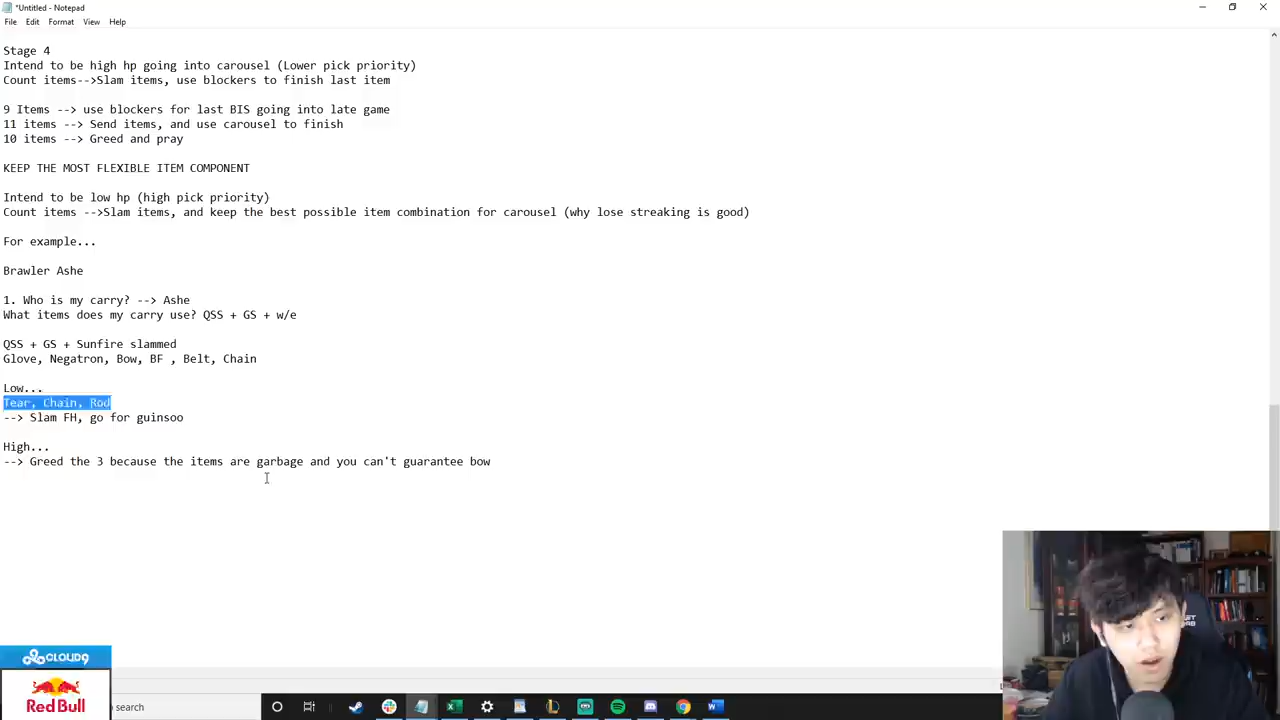 *Untitled - Notepad
File Edit Format View Help
Stage 4
Intend to be high hp going into carousel (Lower pick priority)
Count items-->Slam items, use blockers to finish last item
9 Items --> use blockers for last BIS going into late game
11 items --> Send items, and use carousel to finish
10 items --> Greed and pray
KEEP THE MOST FLEXIBLE ITEM COMPONENT
Intend to be low hp (high pick priority)
Count items -->Slam items, and keep the best possible item combination for carousel (why lose streaking is good)
For example...
Brawler Ashe
1. Who is my carry? --> Ashe
What items does my carry use? QSS + GS + w/e
QSS + GS + Sunfire slammed
Glove, Negatron, Bow, BF , Belt, Chain
Low...
Tear, Chain, Rod
--> Slam FH, go for guinsoo
High...
--> Greed the 3 because the items are garbage and you can't guarantee bow
CLOUD9
Red Bull
search